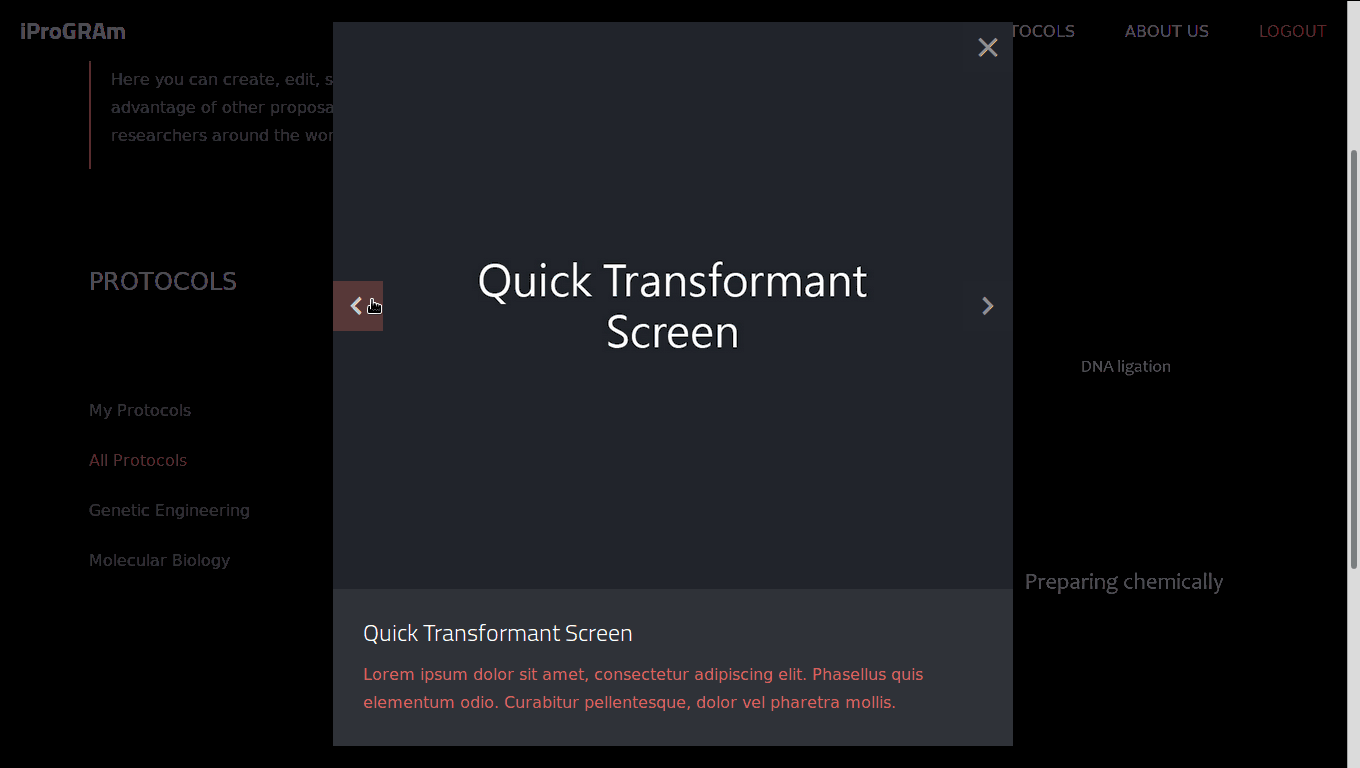 iProGRAm
TOCOLS
ABOUT US
LOGOUT
Here you can create, edit, s
advantage of other proposa
researchers around the wor
PROTOCOLS
My Protocols
All Protocols
Genetic Engineering
Molecular Biology
Quick Transformant
Screen
DNA ligation
Preparing chemically
Quick Transformant Screen
Lorem ipsum dolor sit amet, consectetur adipiscing elit. Phasellus quis
elementum odio. Curabitur pellentesque, dolor vel pharetra mollis.